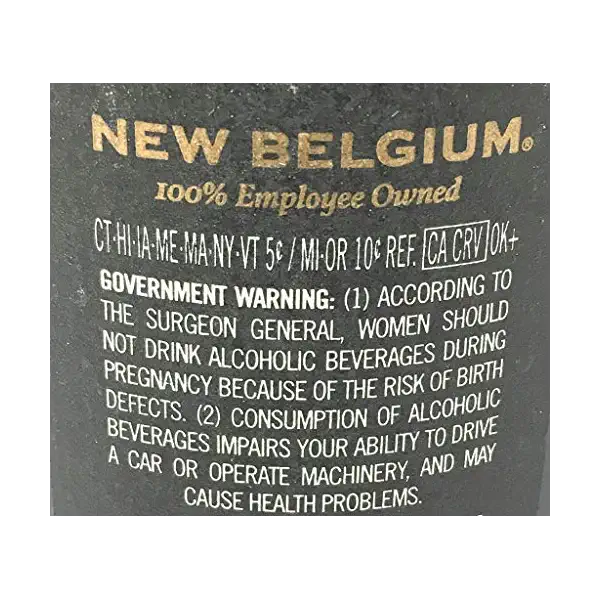 NEW BELGIUM®
100% Employee Owned
CT·HI·IA·ME·MA·NY·VT 5¢ / MI·OR 10¢ REF. CA CRV OK+
GOVERNMENT WARNING: (1) ACCORDING TO
THE SURGEON GENERAL, WOMEN SHOULD
NOT DRINK ALCOHOLIC BEVERAGES DURING
PREGNANCY BECAUSE OF THE RISK OF BIRTH
DEFECTS. (2) CONSUMPTION OF ALCOHOLIC
BEVERAGES IMPAIRS YOUR ABILITY TO DRIVE
A CAR OR OPERATE MACHINERY, AND MAY
CAUSE HEALTH PROBLEMS.